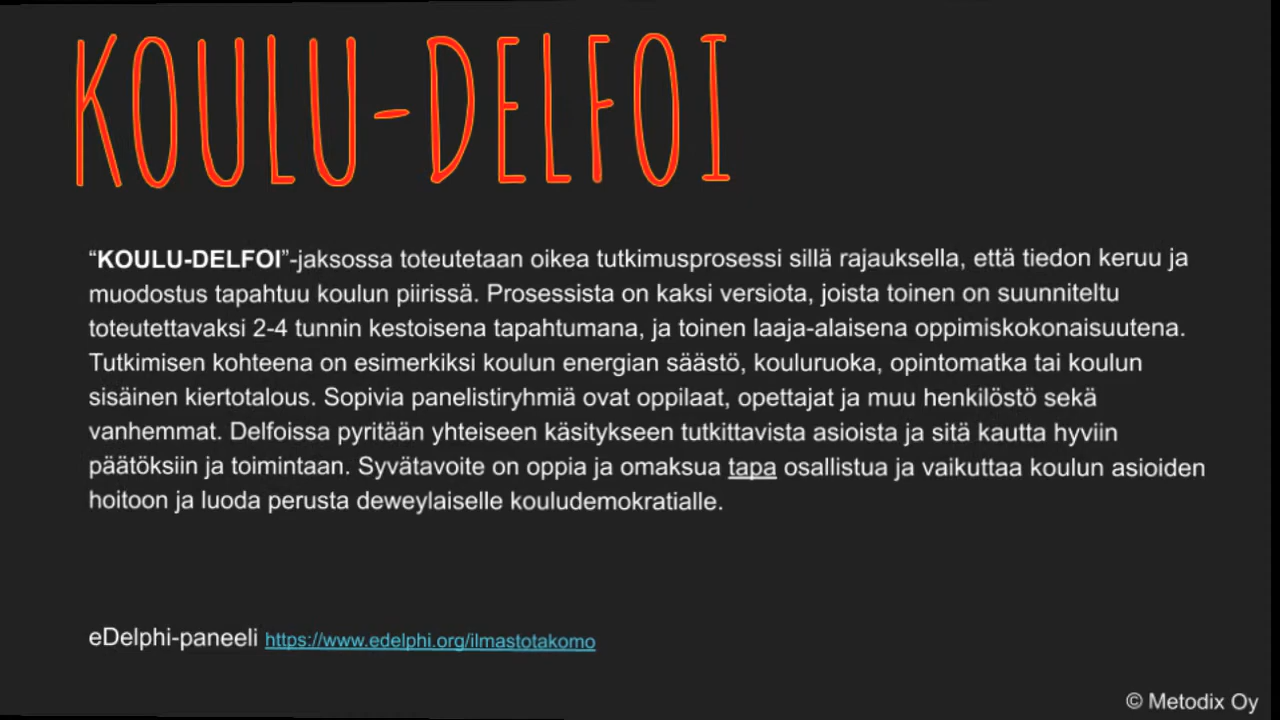 KOULU-DELFOI
“KOULU-DELFOI”-jaksossa toteutetaan oikea tutkimusprosessi sillä rajauksella, että tiedon keruu ja
muodostus tapahtuu koulun piirissä. Prosessista on kaksi versiota, joista toinen on suunniteltu
toteutettavaksi 2-4 tunnin kestoisena tapahtumana, ja toinen laaja-alaisena oppimiskokonaisuutena.
Tutkimisen kohteena on esimerkiksi koulun energian säästö, kouluruoka, opintomatka tai koulun
sisäinen kiertotalous. Sopivia panelistiryhmiä ovat oppilaat, opettajat ja muu henkilöstö sekä
vanhemmat. Delfoissa pyritään yhteiseen käsitykseen tutkittavista asioista ja sitä kautta hyviin
päätöksiin ja toimintaan. Syvätavoite on oppia ja omaksua tapa osallistua ja vaikuttaa koulun asioiden
hoitoon ja luoda perusta deweylaiselle kouludemokratialle.
eDelphi-paneeli https://www.edelphi.org/ilmastotakomo
© Metodix Oy